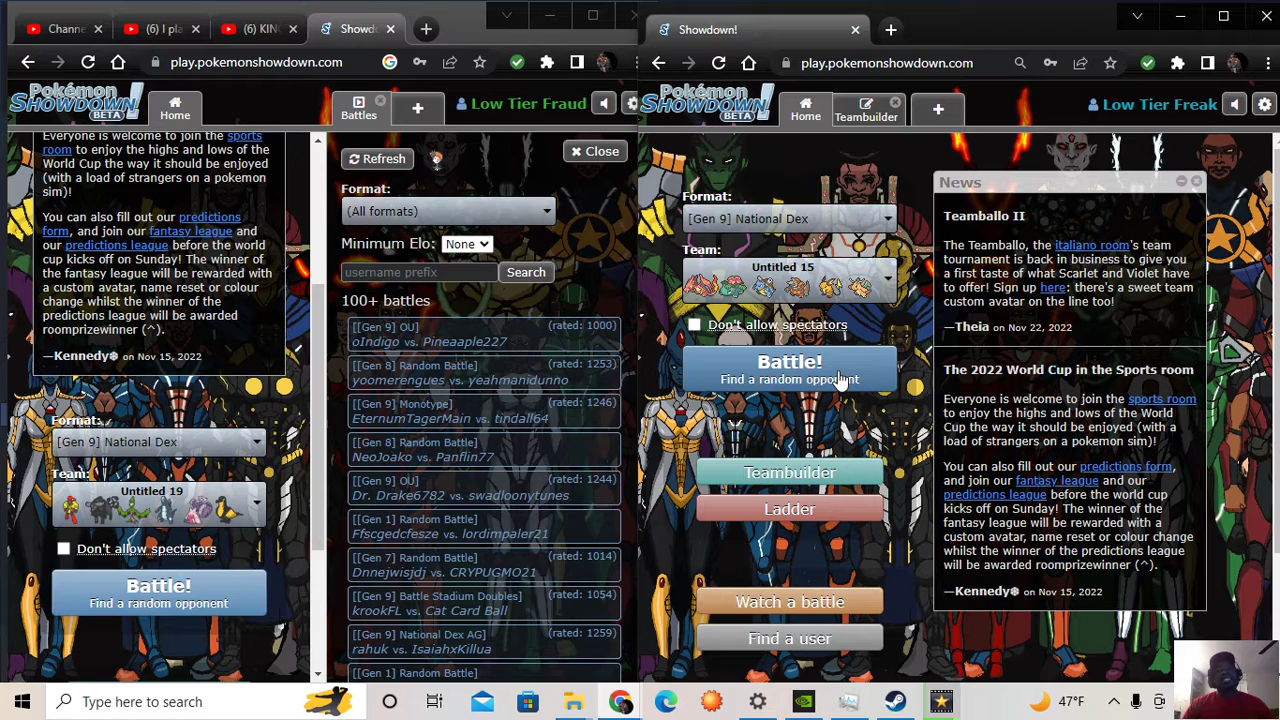 Channe
(6) I pla
(6) KING
Showdo
play.pokemonshowdown.com
Pokémon
SHOWDOWN!
BETA
Home
Battles
Low Tier Fraud
Everyone is welcome to join the sports
room to enjoy the highs and lows of the
World Cup the way it should be enjoyed
(with a load of strangers on a pokemon
sim)!
You can also fill out our predictions
form, and join our fantasy league and
our predictions league before the world
cup kicks off on Sunday! The winner of
the fantasy league will be rewarded with
a custom avatar, name reset or colour
change whilst the winner of the
predictions league will be awarded
roomprizewinner (^).
—Kennedy❄ on Nov 15, 2022
Format:
[Gen 9] National Dex
Team:
Untitled 19
Don't allow spectators
Battle!
Find a random opponent
Refresh
Close
Format:
(All formats)
Minimum Elo: None
username prefix
Search
100+ battles
[[Gen 9] OU] (rated: 1000)
oIndigo vs. Pineaaple227
[[Gen 8] Random Battle] (rated: 1253)
yoomerengues vs. yeahmanidunno
[[Gen 9] Monotype] (rated: 1246)
EternumTagerMain vs. tindall64
[[Gen 8] Random Battle] (rated: 1017)
NeoJoako vs. Panflin77
[[Gen 9] OU] (rated: 1244)
Dr. Drake6782 vs. swadloonytunes
[[Gen 1] Random Battle]
Ffscgedcfesze vs. lordimpaler21
[[Gen 7] Random Battle] (rated: 1014)
Dnnejwisjdj vs. CRYPUGMO21
[[Gen 9] Battle Stadium Doubles] (rated: 1054)
krookFL vs. Cat Card Ball
[[Gen 9] National Dex AG] (rated: 1259)
rahuk vs. IsaiahxKillua
[[Gen 1] Random Battle]
Showdown!
play.pokemonshowdown.com
Pokémon
SHOWDOWN!
BETA
Home
Teambuilder
Low Tier Freak
Format:
[Gen 9] National Dex
Team:
Untitled 15
Don't allow spectators
Battle!
Find a random opponent
Teambuilder
Ladder
Watch a battle
Find a user
News
Teamballo II
The Teamballo, the italiano room's team
tournament is back in business to give you
a first taste of what Scarlet and Violet have
to offer! Sign up here: there's a sweet team
custom avatar on the line too!
—Theia on Nov 22, 2022
The 2022 World Cup in the Sports room
Everyone is welcome to join the sports room
to enjoy the highs and lows of the World
Cup the way it should be enjoyed (with a
load of strangers on a pokemon sim)!
You can also fill out our predictions form,
and join our fantasy league and our
predictions league before the world cup
kicks off on Sunday! The winner of the
fantasy league will be rewarded with a
custom avatar, name reset or colour change
whilst the winner of the predictions league
will be awarded roomprizewinner (^).
—Kennedy❄ on Nov 15, 2022
Type here to search
47°F